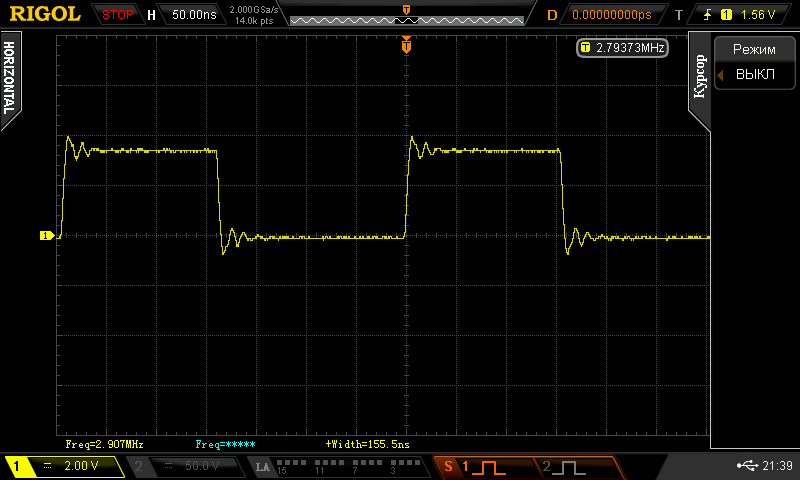 RIGOL STOP H 50.00ns 2.000GSa/s 14.0k pts T D 0.00000000ps T 1 1.56 V
HORIZONTAL
T
T 2.79373MHz
Курсор
Режим
ВЫКЛ
1
Freq=2.907MHz Freq=***** +Width=155.5ns
1 2.00 V 2 50.0 V LA 15 11 7 3 S 1 2 21:39